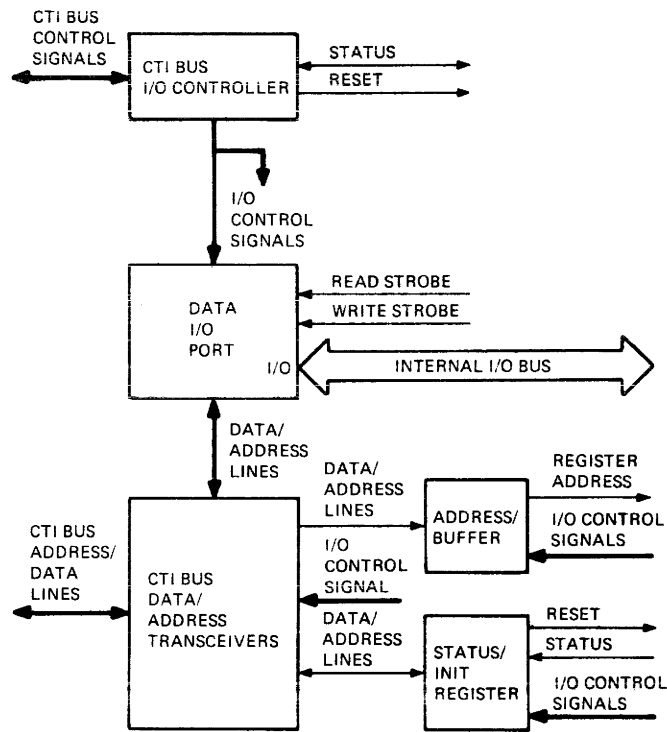 CTI BUS
CONTROL
SIGNALS
CTI BUS
I/O CONTROLLER
STATUS
RESET
I/O
CONTROL
SIGNALS
DATA
I/O
PORT
I/O
READ STROBE
WRITE STROBE
INTERNAL I/O BUS
DATA/
ADDRESS
LINES
CTI BUS
ADDRESS/
DATA
LINES
CTI BUS
DATA/
ADDRESS
TRANSCEIVERS
DATA/
ADDRESS
LINES
I/O
CONTROL
SIGNAL
DATA/
ADDRESS
LINES
ADDRESS/
BUFFER
REGISTER
ADDRESS
I/O CONTROL
SIGNALS
STATUS/
INIT
REGISTER
RESET
STATUS
I/O CONTROL
SIGNALS